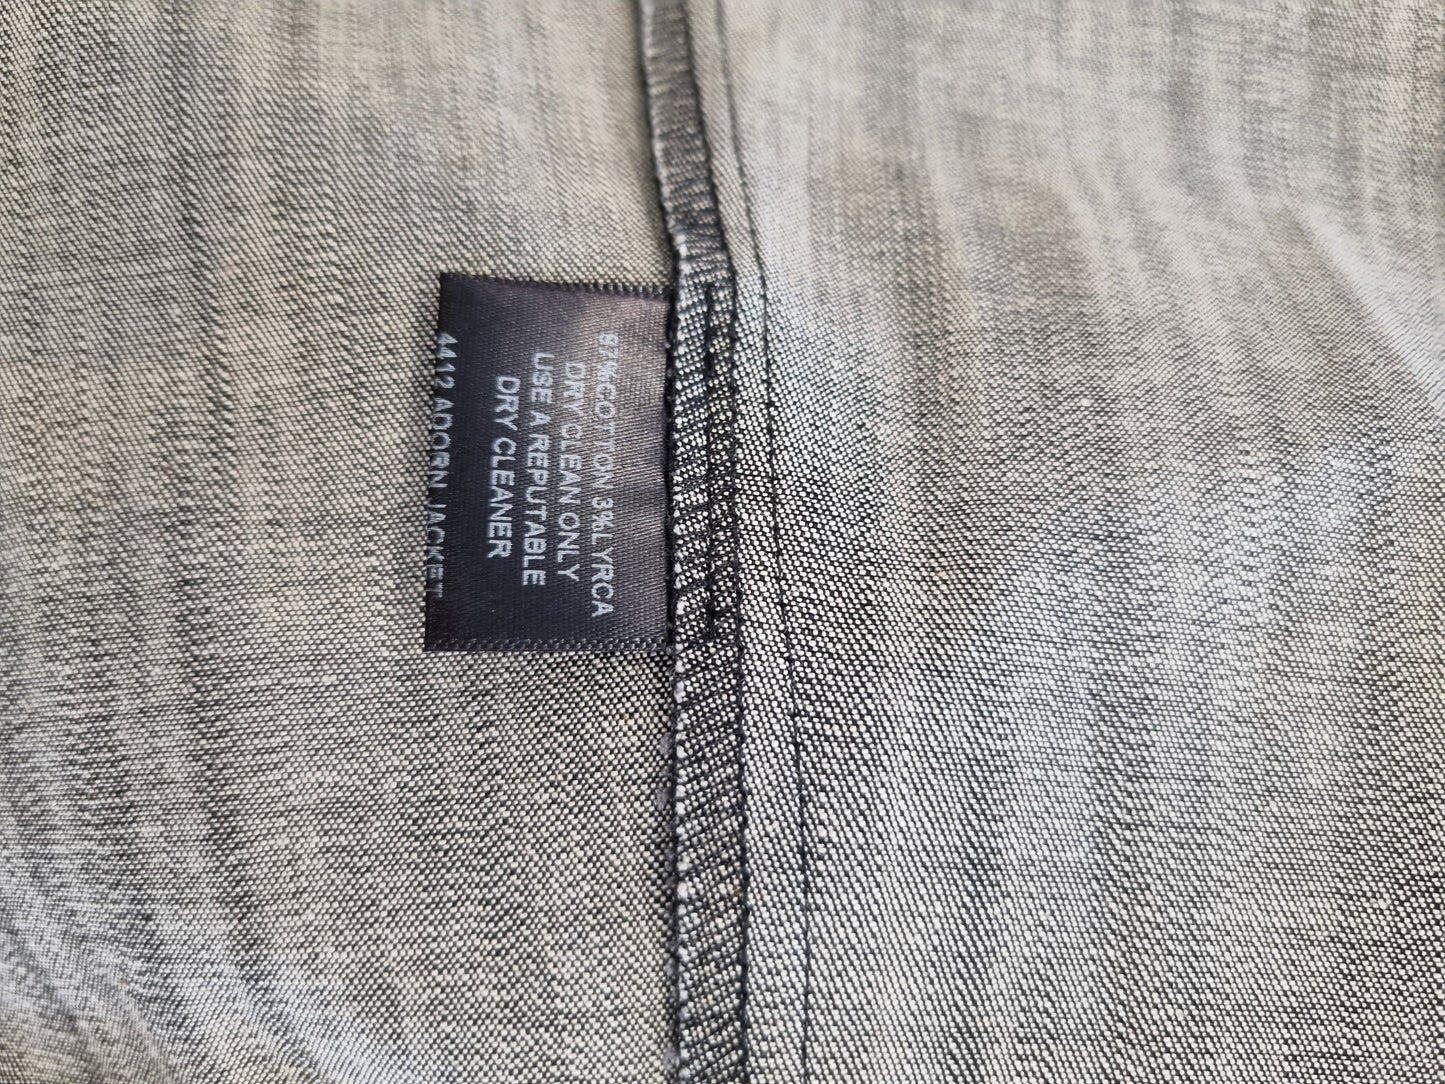 97%COTTON 3%LYRCA
DRY CLEAN ONLY
USE A REPUTABLE
DRY CLEANER
4412 ADORN JACKET